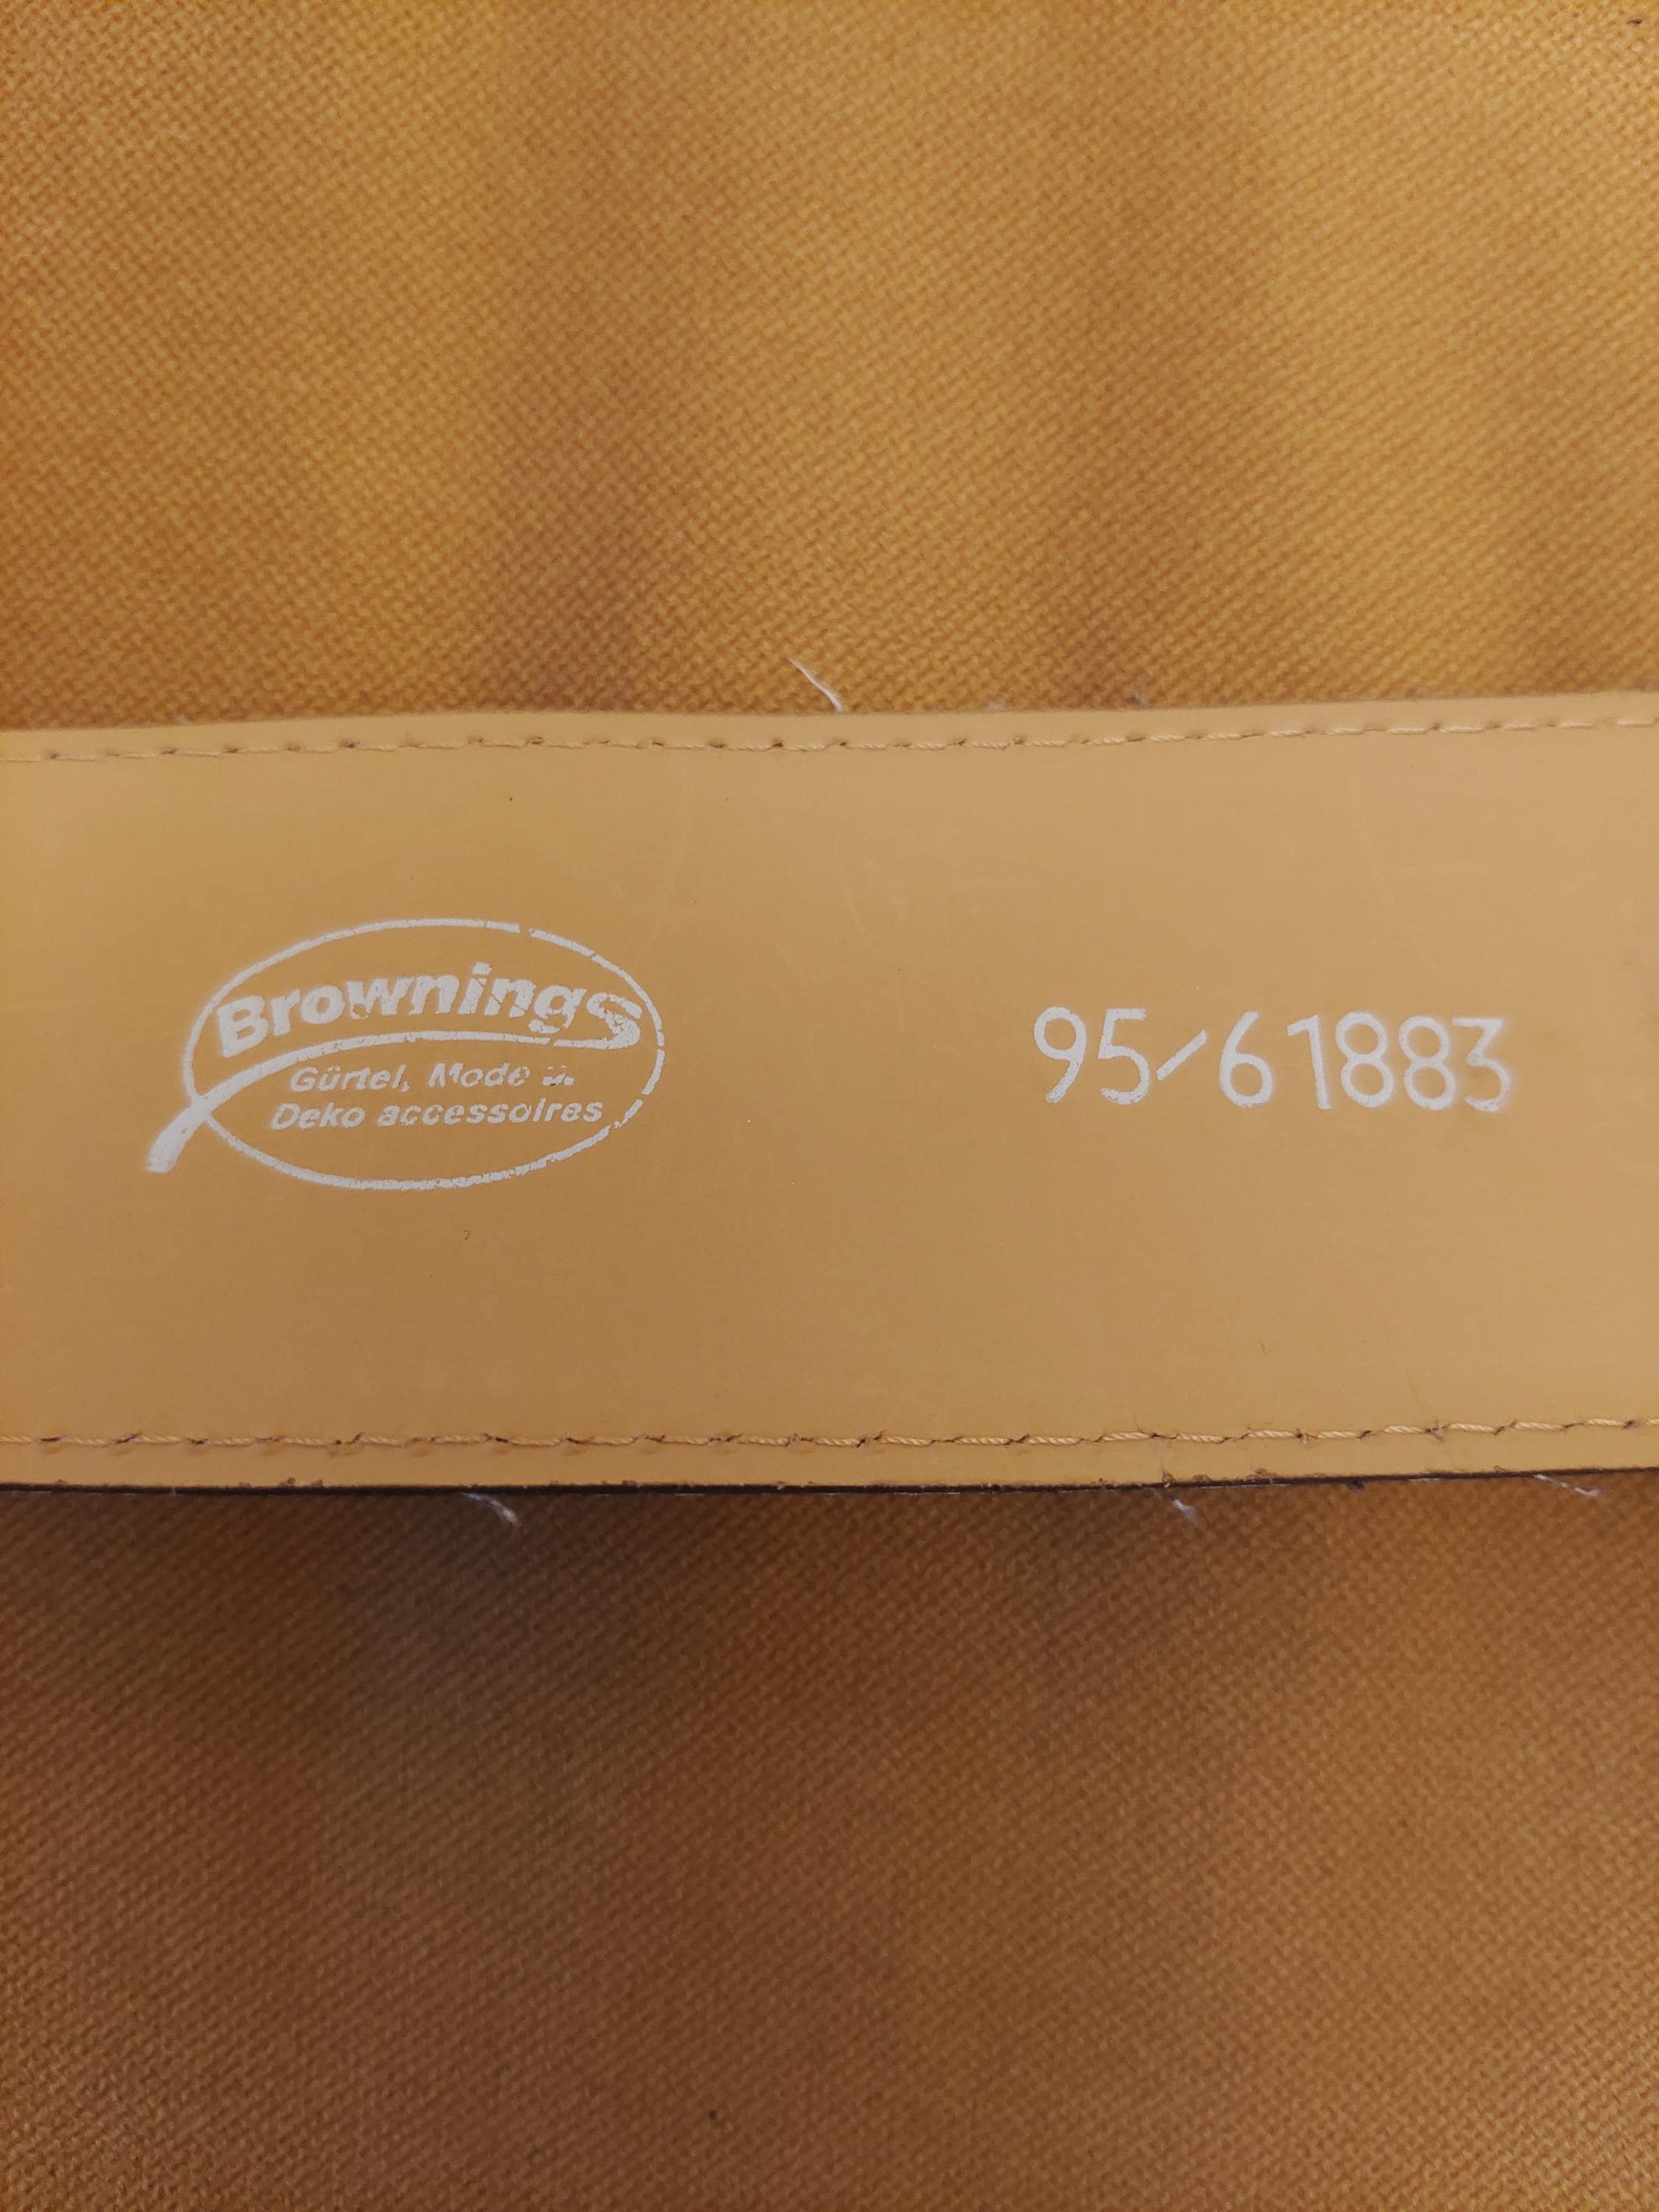 Brownings
Gürtel, Mode u.
Deko accessoires
95/61883